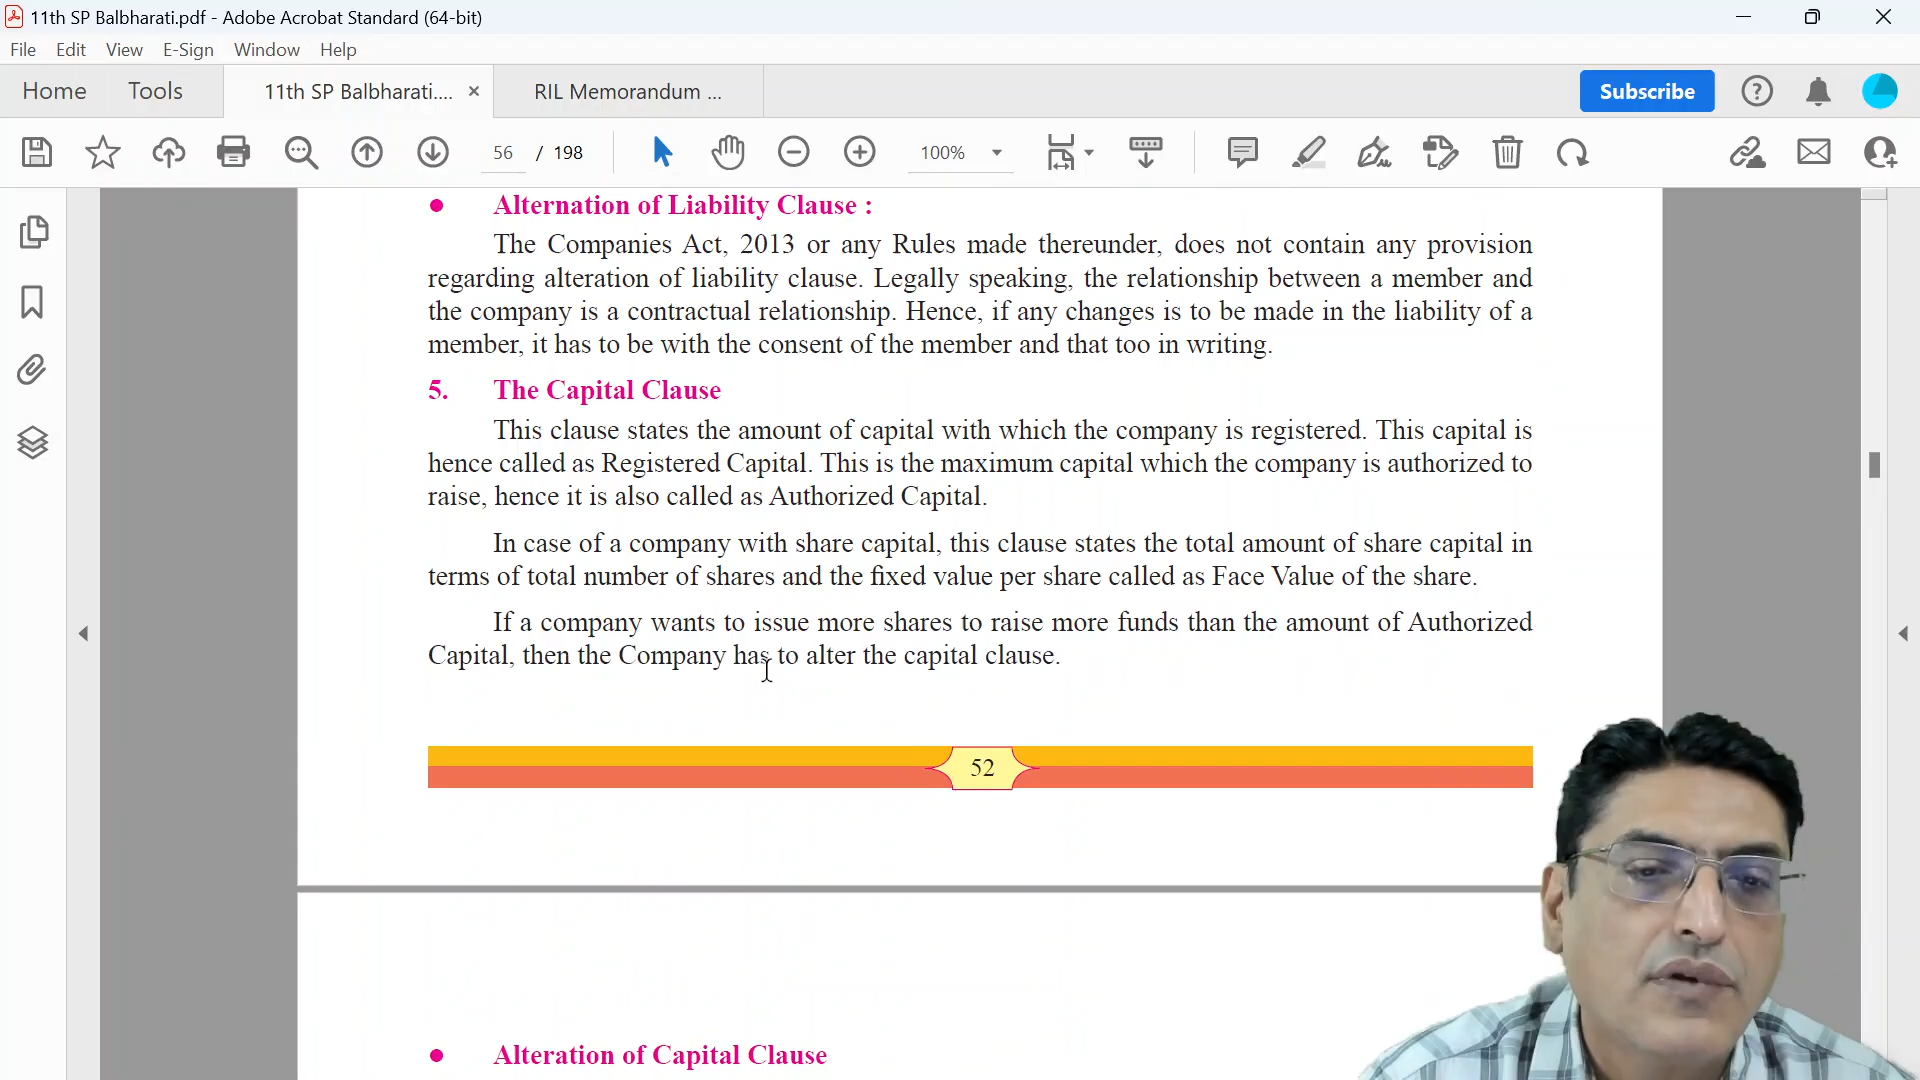 11th SP Balbharati.pdf - Adobe Acrobat Standard (64-bit)
File Edit View E-Sign Window Help
Home Tools 11th SP Balbharati.... × RIL Memorandum ... Subscribe
56 / 198 100%
• Alternation of Liability Clause :
The Companies Act, 2013 or any Rules made thereunder, does not contain any provision
regarding alteration of liability clause. Legally speaking, the relationship between a member and
the company is a contractual relationship. Hence, if any changes is to be made in the liability of a
member, it has to be with the consent of the member and that too in writing.
5. The Capital Clause
This clause states the amount of capital with which the company is registered. This capital is
hence called as Registered Capital. This is the maximum capital which the company is authorized to
raise, hence it is also called as Authorized Capital.
In case of a company with share capital, this clause states the total amount of share capital in
terms of total number of shares and the fixed value per share called as Face Value of the share.
If a company wants to issue more shares to raise more funds than the amount of Authorized
Capital, then the Company has to alter the capital clause.
52
• Alteration of Capital Clause